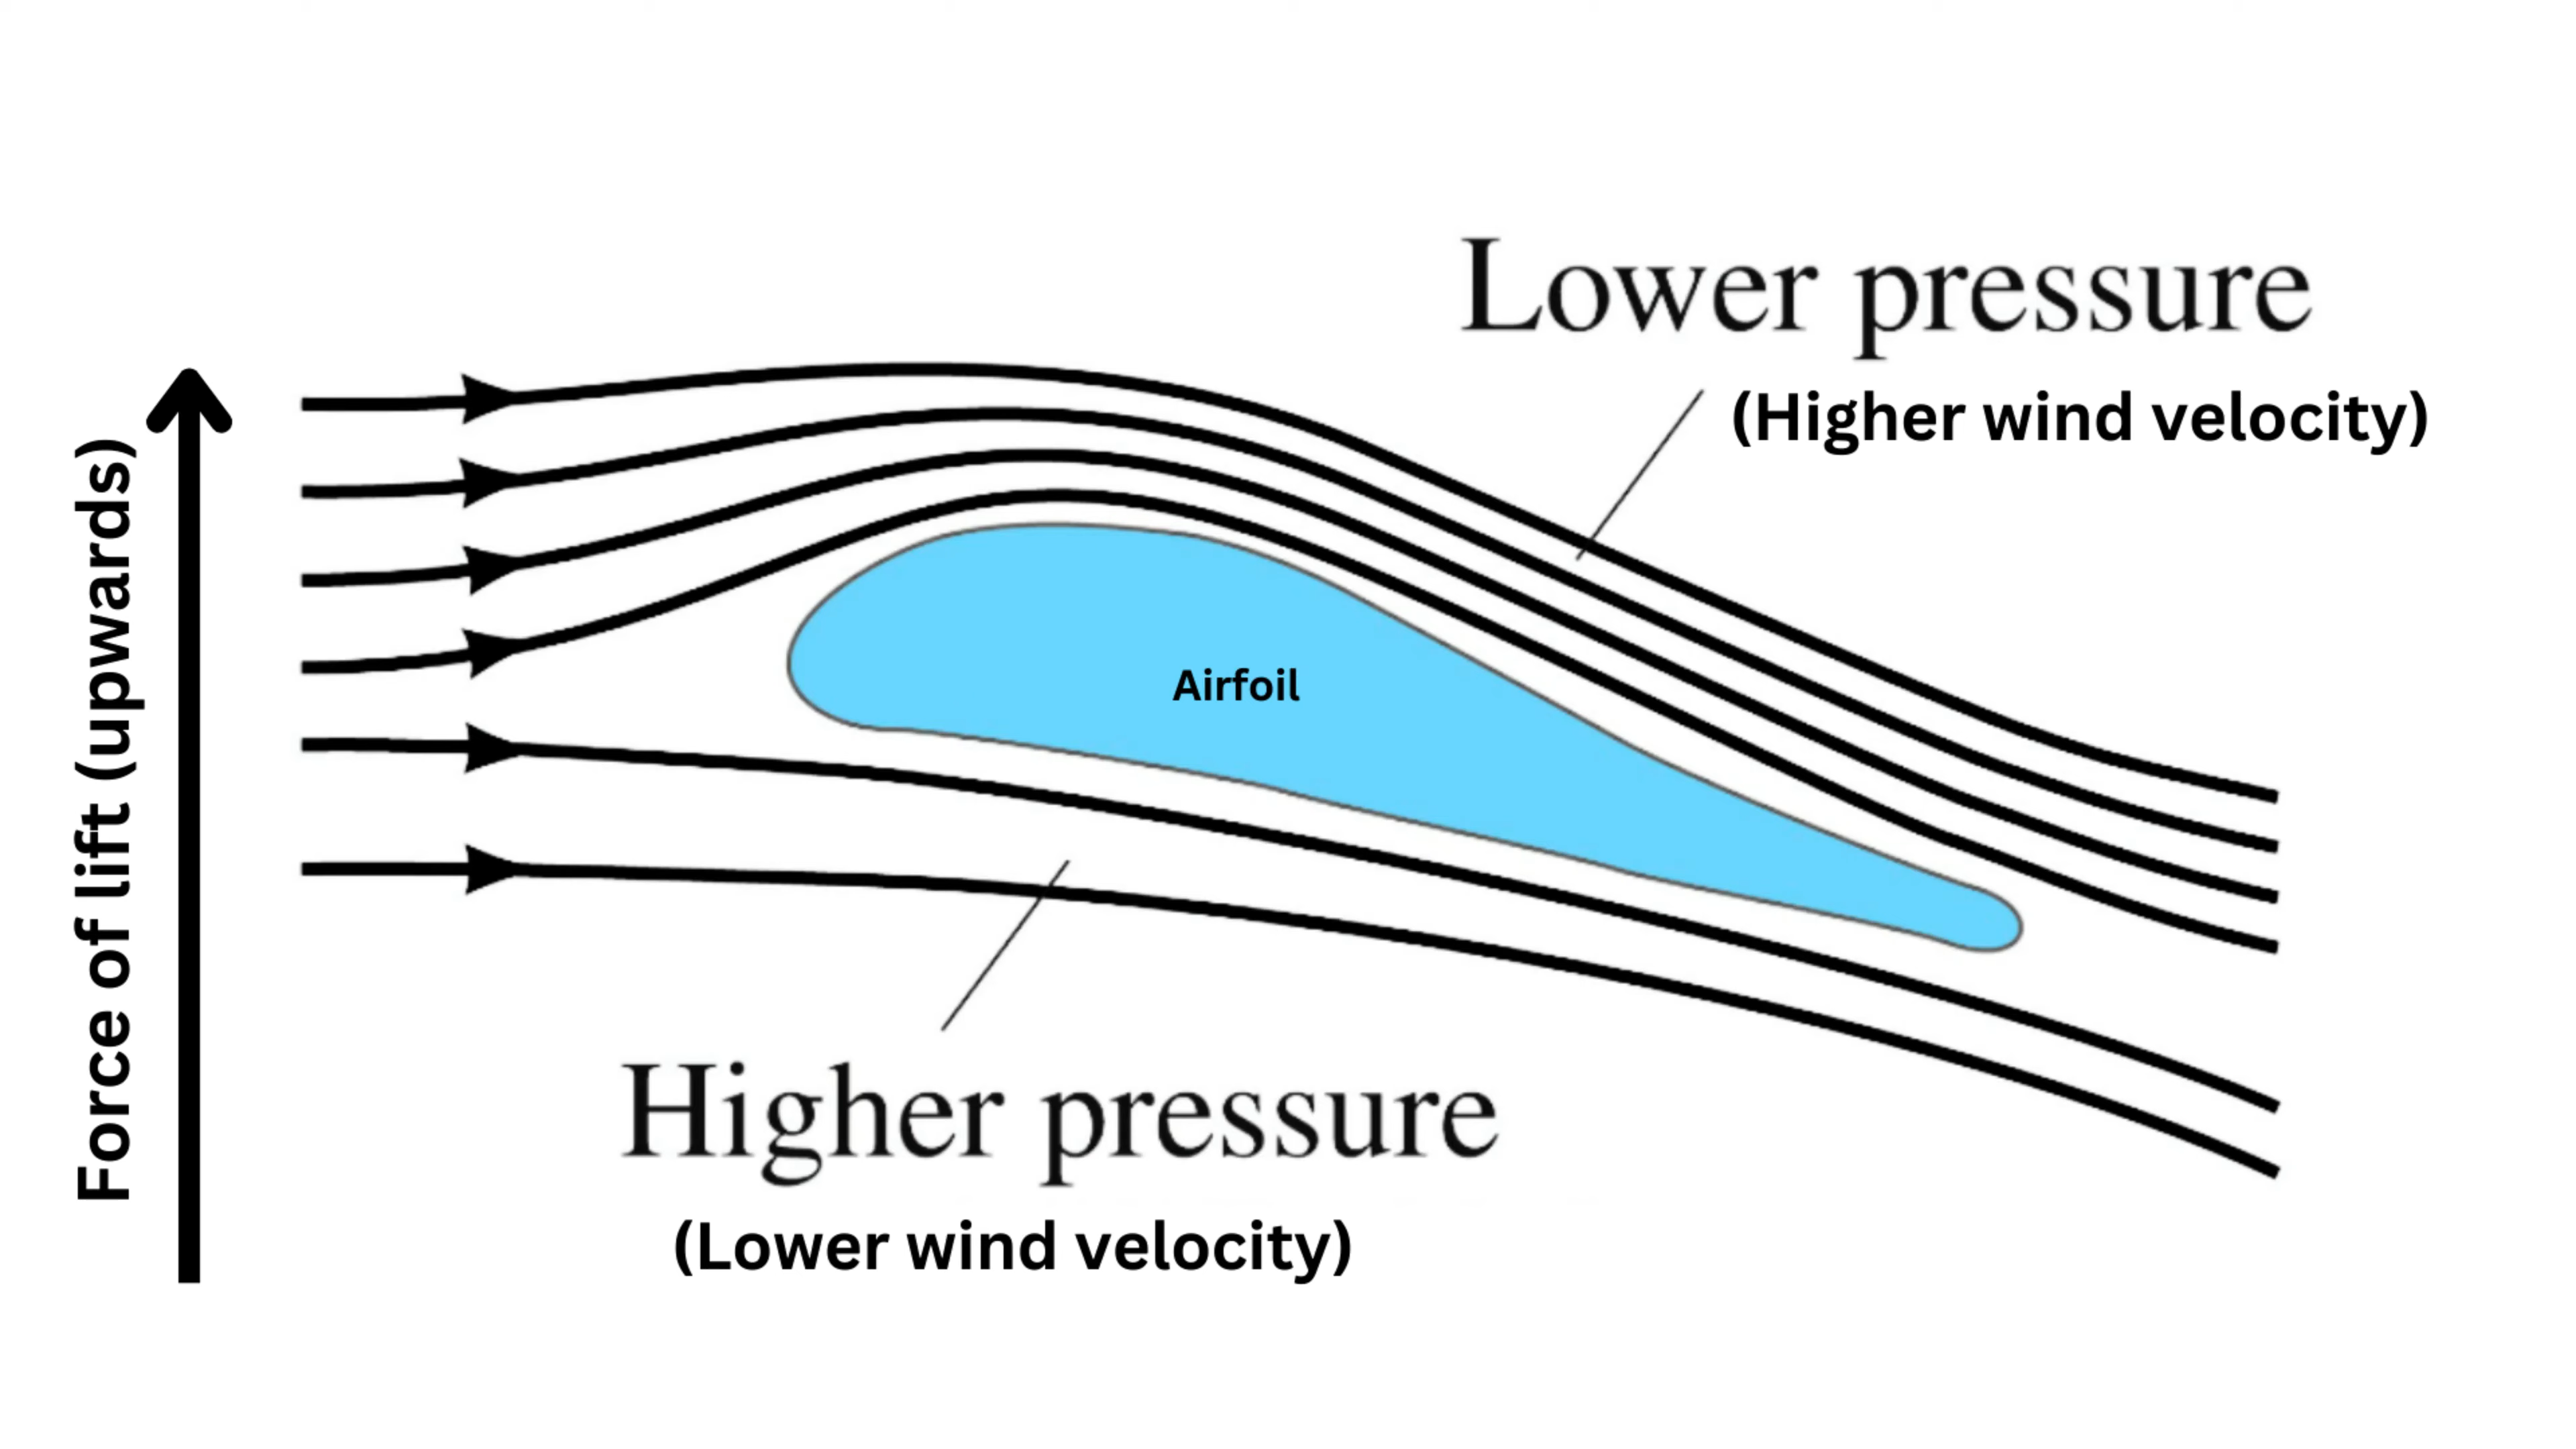 Lower pressure
(Higher wind velocity)
Force of lift (upwards)
Airfoil
Higher pressure
(Lower wind velocity)